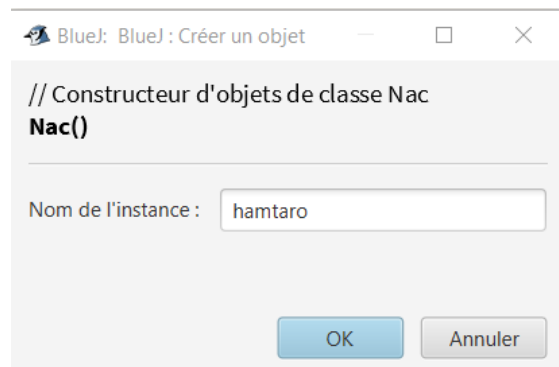 BlueJ: BlueJ : Créer un objet
// Constructeur d'objets de classe Nac
Nac()
Nom de l'instance : hamtaro
OK Annuler